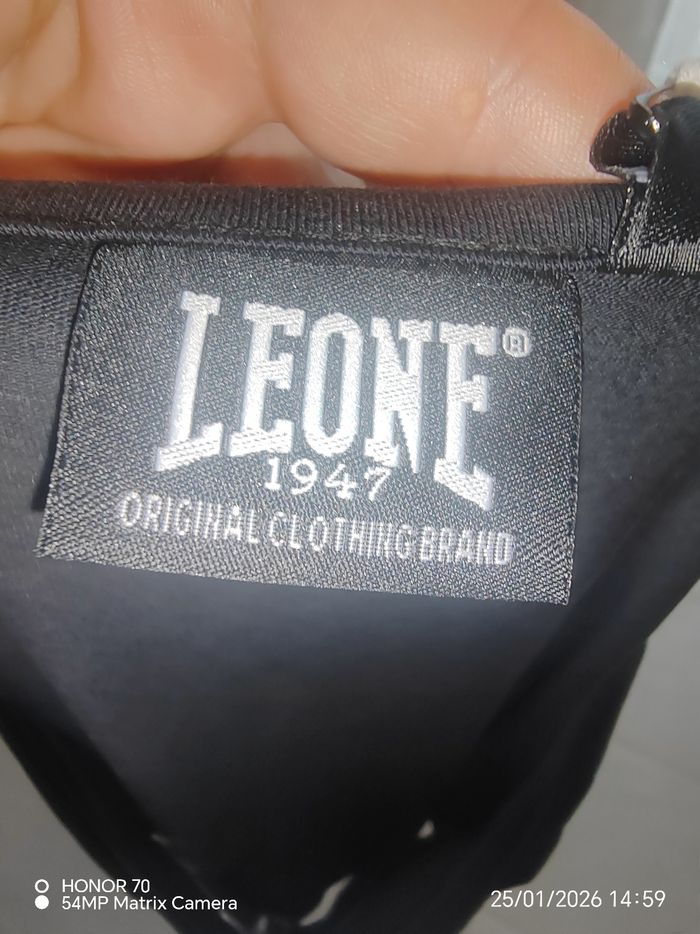 LEONE®
1947
ORIGINAL CLOTHING BRAND
HONOR 70
54MP Matrix Camera
25/01/2026 14:59